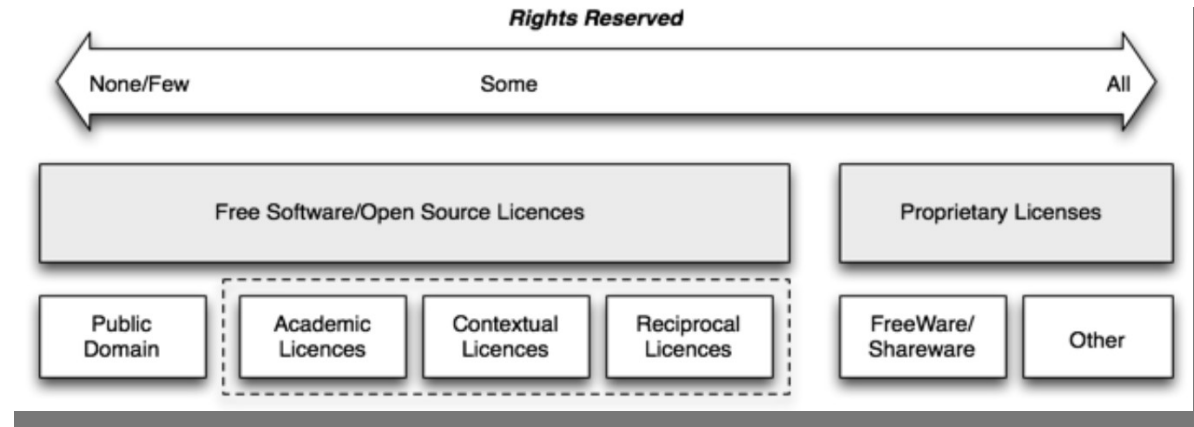 Rights Reserved
None/Few
Some
All
Free Software/Open Source Licences
Proprietary Licenses
Public
Domain
Academic
Licences
Contextual
Licences
Reciprocal
Licences
FreeWare/
Shareware
Other